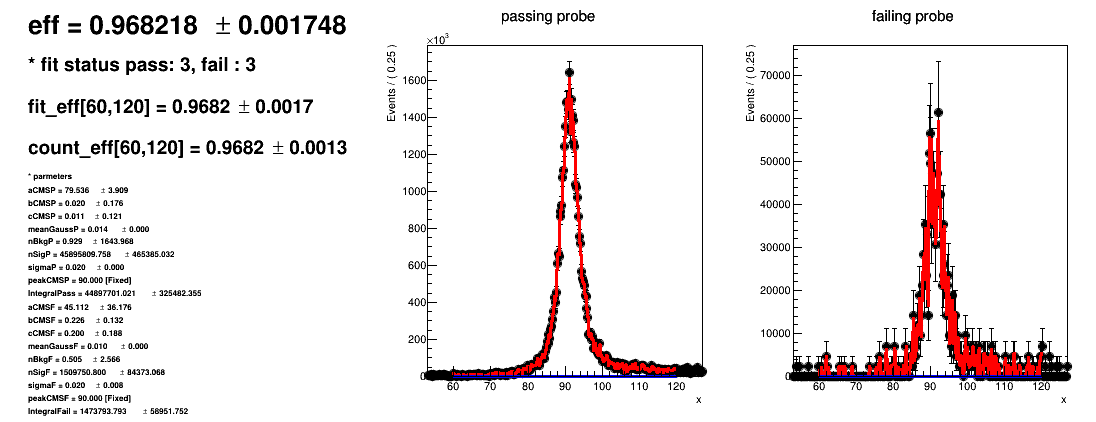 eff = 0.968218 ± 0.001748
* fit status pass: 3, fail : 3
fit_eff[60,120] = 0.9682 ± 0.0017
count_eff[60,120] = 0.9682 ± 0.0013
* parmeters
aCMSP = 79.536 ± 3.909
bCMSP = 0.020 ± 0.176
cCMSP = 0.011 ± 0.121
meanGaussP = 0.014 ± 0.000
nBkgP = 0.929 ± 1643.968
nSigP = 45895809.758 ± 465385.032
sigmaP = 0.020 ± 0.000
peakCMSP = 90.000 [Fixed]
IntegralPass = 44897701.021 ± 325482.355
aCMSF = 45.112 ± 36.176
bCMSF = 0.226 ± 0.132
cCMSF = 0.200 ± 0.188
meanGaussF = 0.010 ± 0.000
nBkgF = 0.505 ± 2.566
nSigF = 1509750.800 ± 84373.068
sigmaF = 0.020 ± 0.008
peakCMSF = 90.000 [Fixed]
IntegralFail = 1473793.793 ± 58951.752
passing probe
×10³
Events / ( 0.25 )
1600
1400
1200
1000
800
600
400
200
0
60 70 80 90 100 110 120
x
failing probe
Events / ( 0.25 )
70000
60000
50000
40000
30000
20000
10000
0
60 70 80 90 100 110 120
x